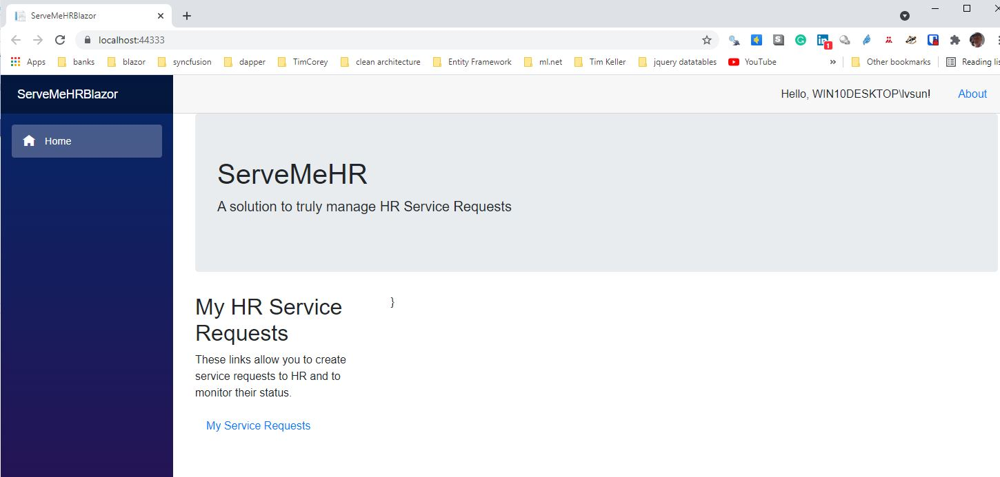 ServeMeHRBlazor
localhost:44333
S
G
in
1
Apps banks blazor syncfusion dapper TimCorey clean architecture Entity Framework ml.net Tim Keller jquery datatables YouTube » Other bookmarks Reading lis
ServeMeHRBlazor
Hello, WIN10DESKTOP\lvsun! About
Home
ServeMeHR
A solution to truly manage HR Service Requests
My HR Service
Requests
}
These links allow you to create
service requests to HR and to
monitor their status.
My Service Requests